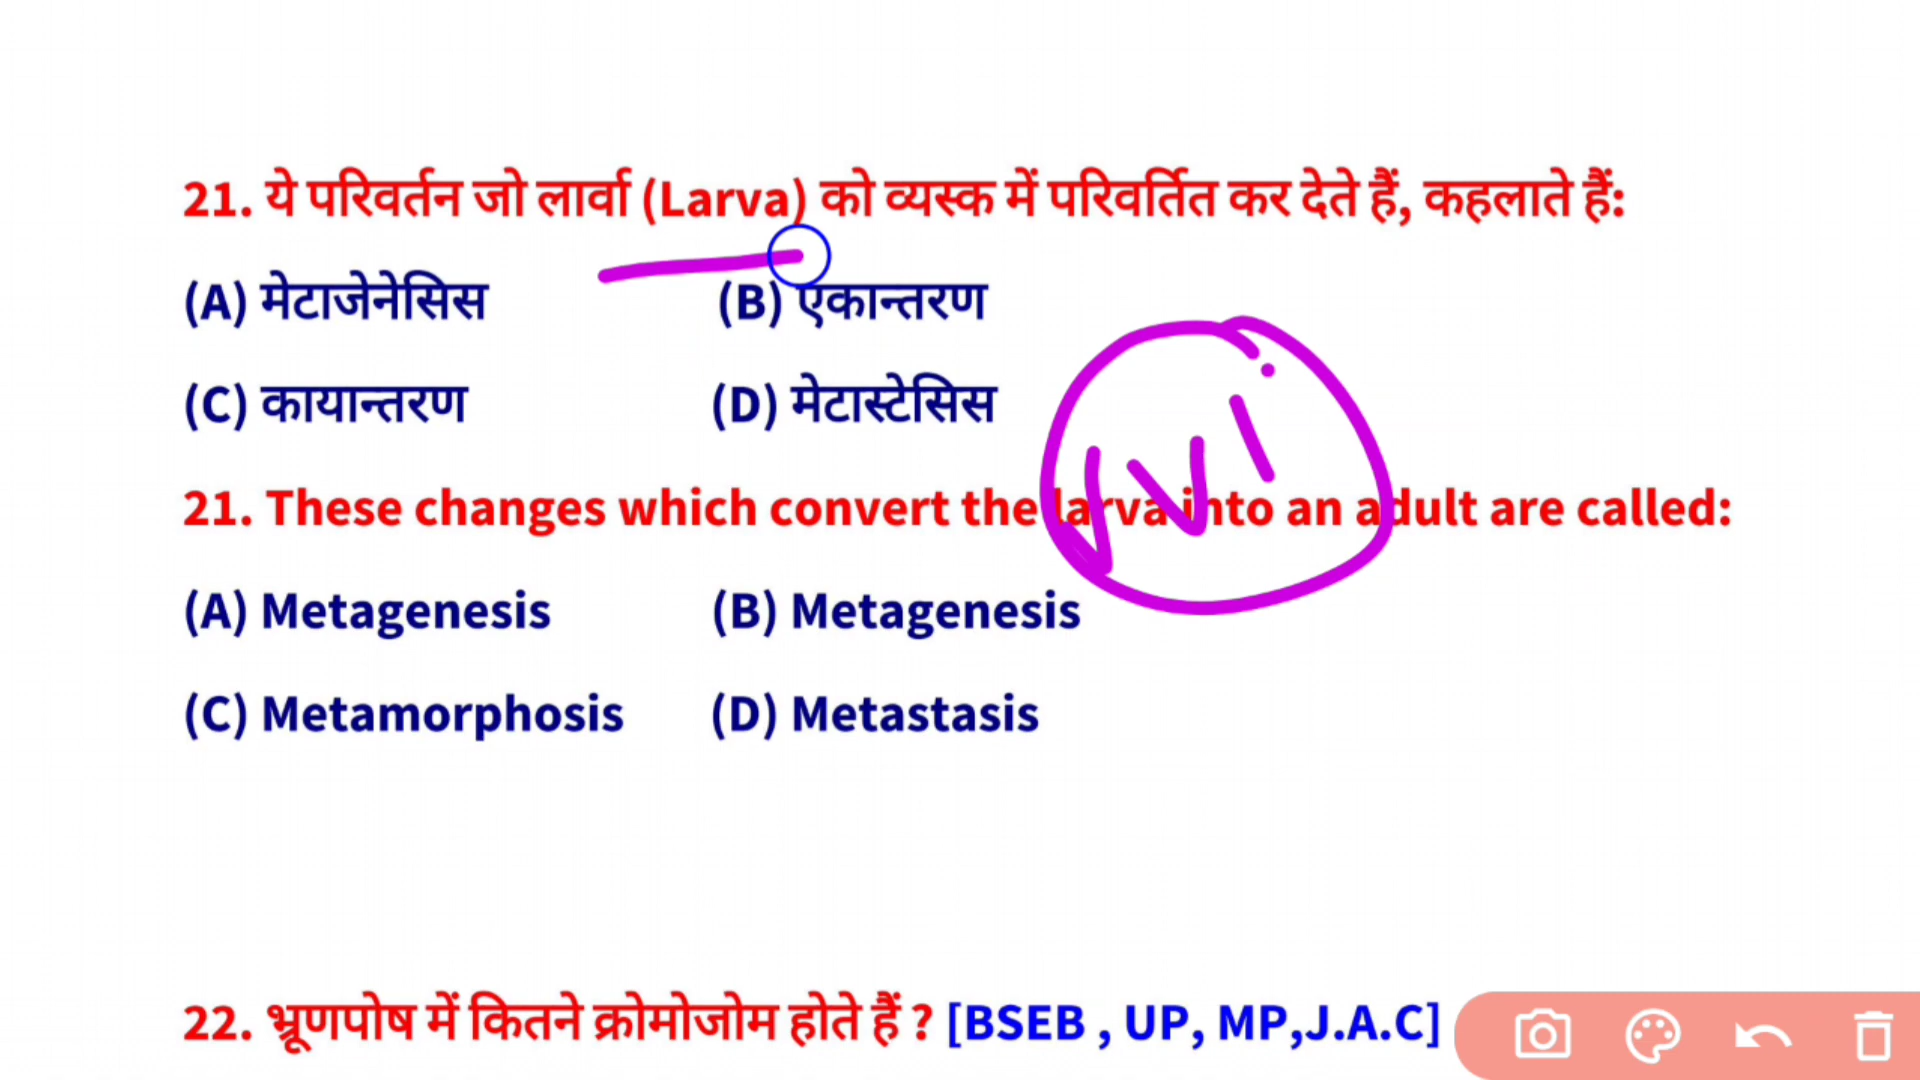 21. ये परिवर्तन जो लार्वा (Larva) को व्यस्क में परिवर्तित कर देते हैं, कहलाते हैं:
(A) मेटाजेनेसिस (B) एकान्तरण
(C) कायान्तरण (D) मेटास्टेसिस
VVI
21. These changes which convert the larva into an adult are called:
(A) Metagenesis (B) Metagenesis
(C) Metamorphosis (D) Metastasis
22. भ्रूणपोष में कितने क्रोमोजोम होते हैं ? [BSEB , UP, MP,J.A.C]